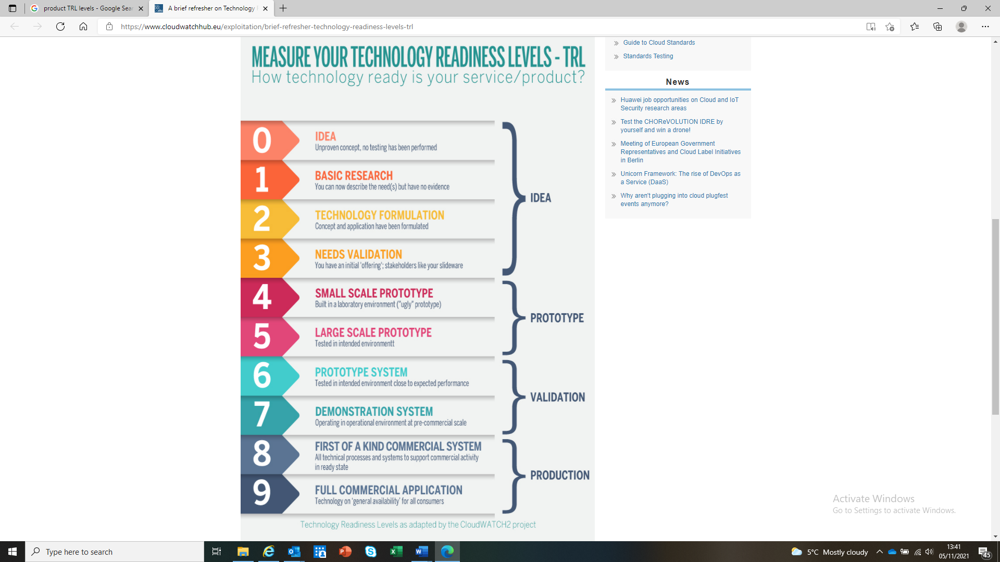 product TRL levels - Google Sear
A brief refresher on Technology
https://www.cloudwatchhub.eu/exploitation/brief-refresher-technology-readiness-levels-trl
MEASURE YOUR TECHNOLOGY READINESS LEVELS - TRL
How technology ready is your service/product?
0
IDEA
Unproven concept, no testing has been performed
1
BASIC RESEARCH
You can now describe the need(s) but have no evidence
2
TECHNOLOGY FORMULATION
Concept and application have been formulated
3
NEEDS VALIDATION
You have an initial 'offering'; stakeholders like your slideware
IDEA
4
SMALL SCALE PROTOTYPE
Built in a laboratory environment ("ugly" prototype)
5
LARGE SCALE PROTOTYPE
Tested in intended environmentt
PROTOTYPE
6
PROTOTYPE SYSTEM
Tested in intended environment close to expected performance
7
DEMONSTRATION SYSTEM
Operating in operational environment at pre-commercial scale
VALIDATION
8
FIRST OF A KIND COMMERCIAL SYSTEM
All technical processes and systems to support commercial activity
in ready state
9
FULL COMMERCIAL APPLICATION
Technology on 'general availability' for all consumers
PRODUCTION
Technology Readiness Levels as adapted by the CloudWATCH2 project
Guide to Cloud Standards
Standards Testing
News
Huawei job opportunities on Cloud and IoT
Security research areas
Test the CHOReVOLUTION IDRE by
yourself and win a drone!
Meeting of European Government
Representatives and Cloud Label Initiatives
in Berlin
Unicorn Framework: The rise of DevOps as
a Service (DaaS)
Why aren't plugging into cloud plugfest
events anymore?
Activate Windows
Go to Settings to activate Windows.
Type here to search
5°C Mostly cloudy
13:41
05/11/2021
45